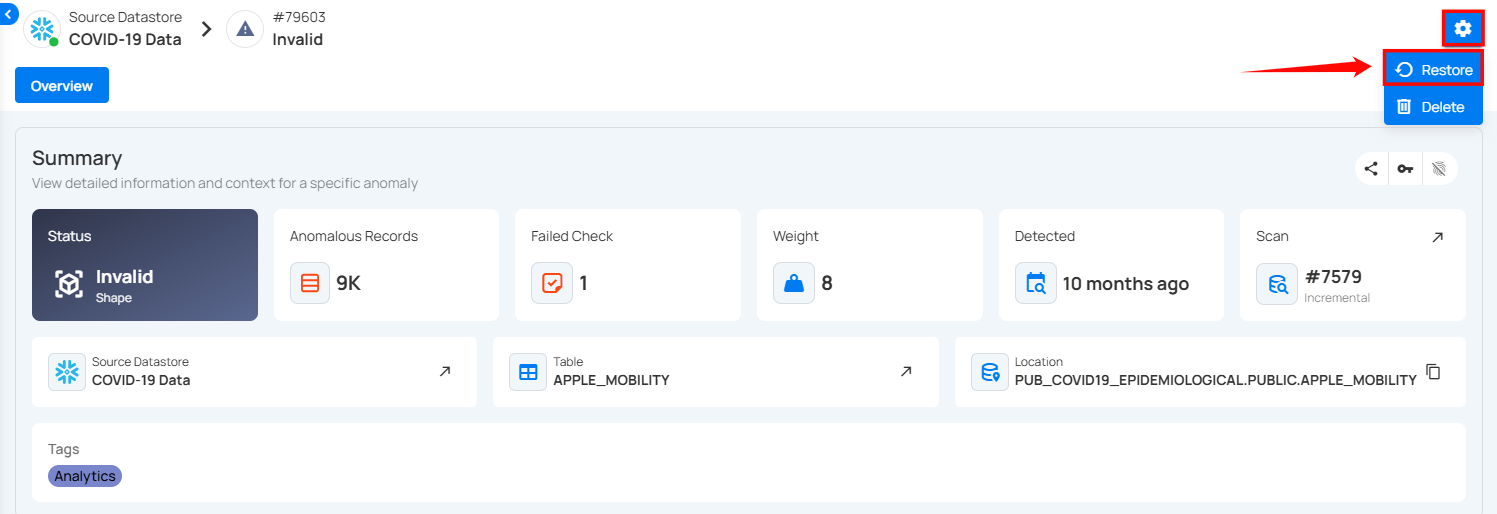 Source Datastore
COVID-19 Data
#79603
Invalid
Restore
Delete
Overview
Summary
View detailed information and context for a specific anomaly
Status
Invalid
Shape
Anomalous Records
9K
Failed Check
1
Weight
8
Detected
10 months ago
Scan
#7579
Incremental
Source Datastore
COVID-19 Data
Table
APPLE_MOBILITY
Location
PUB_COVID19_EPIDEMIOLOGICAL.PUBLIC.APPLE_MOBILITY
Tags
Analytics